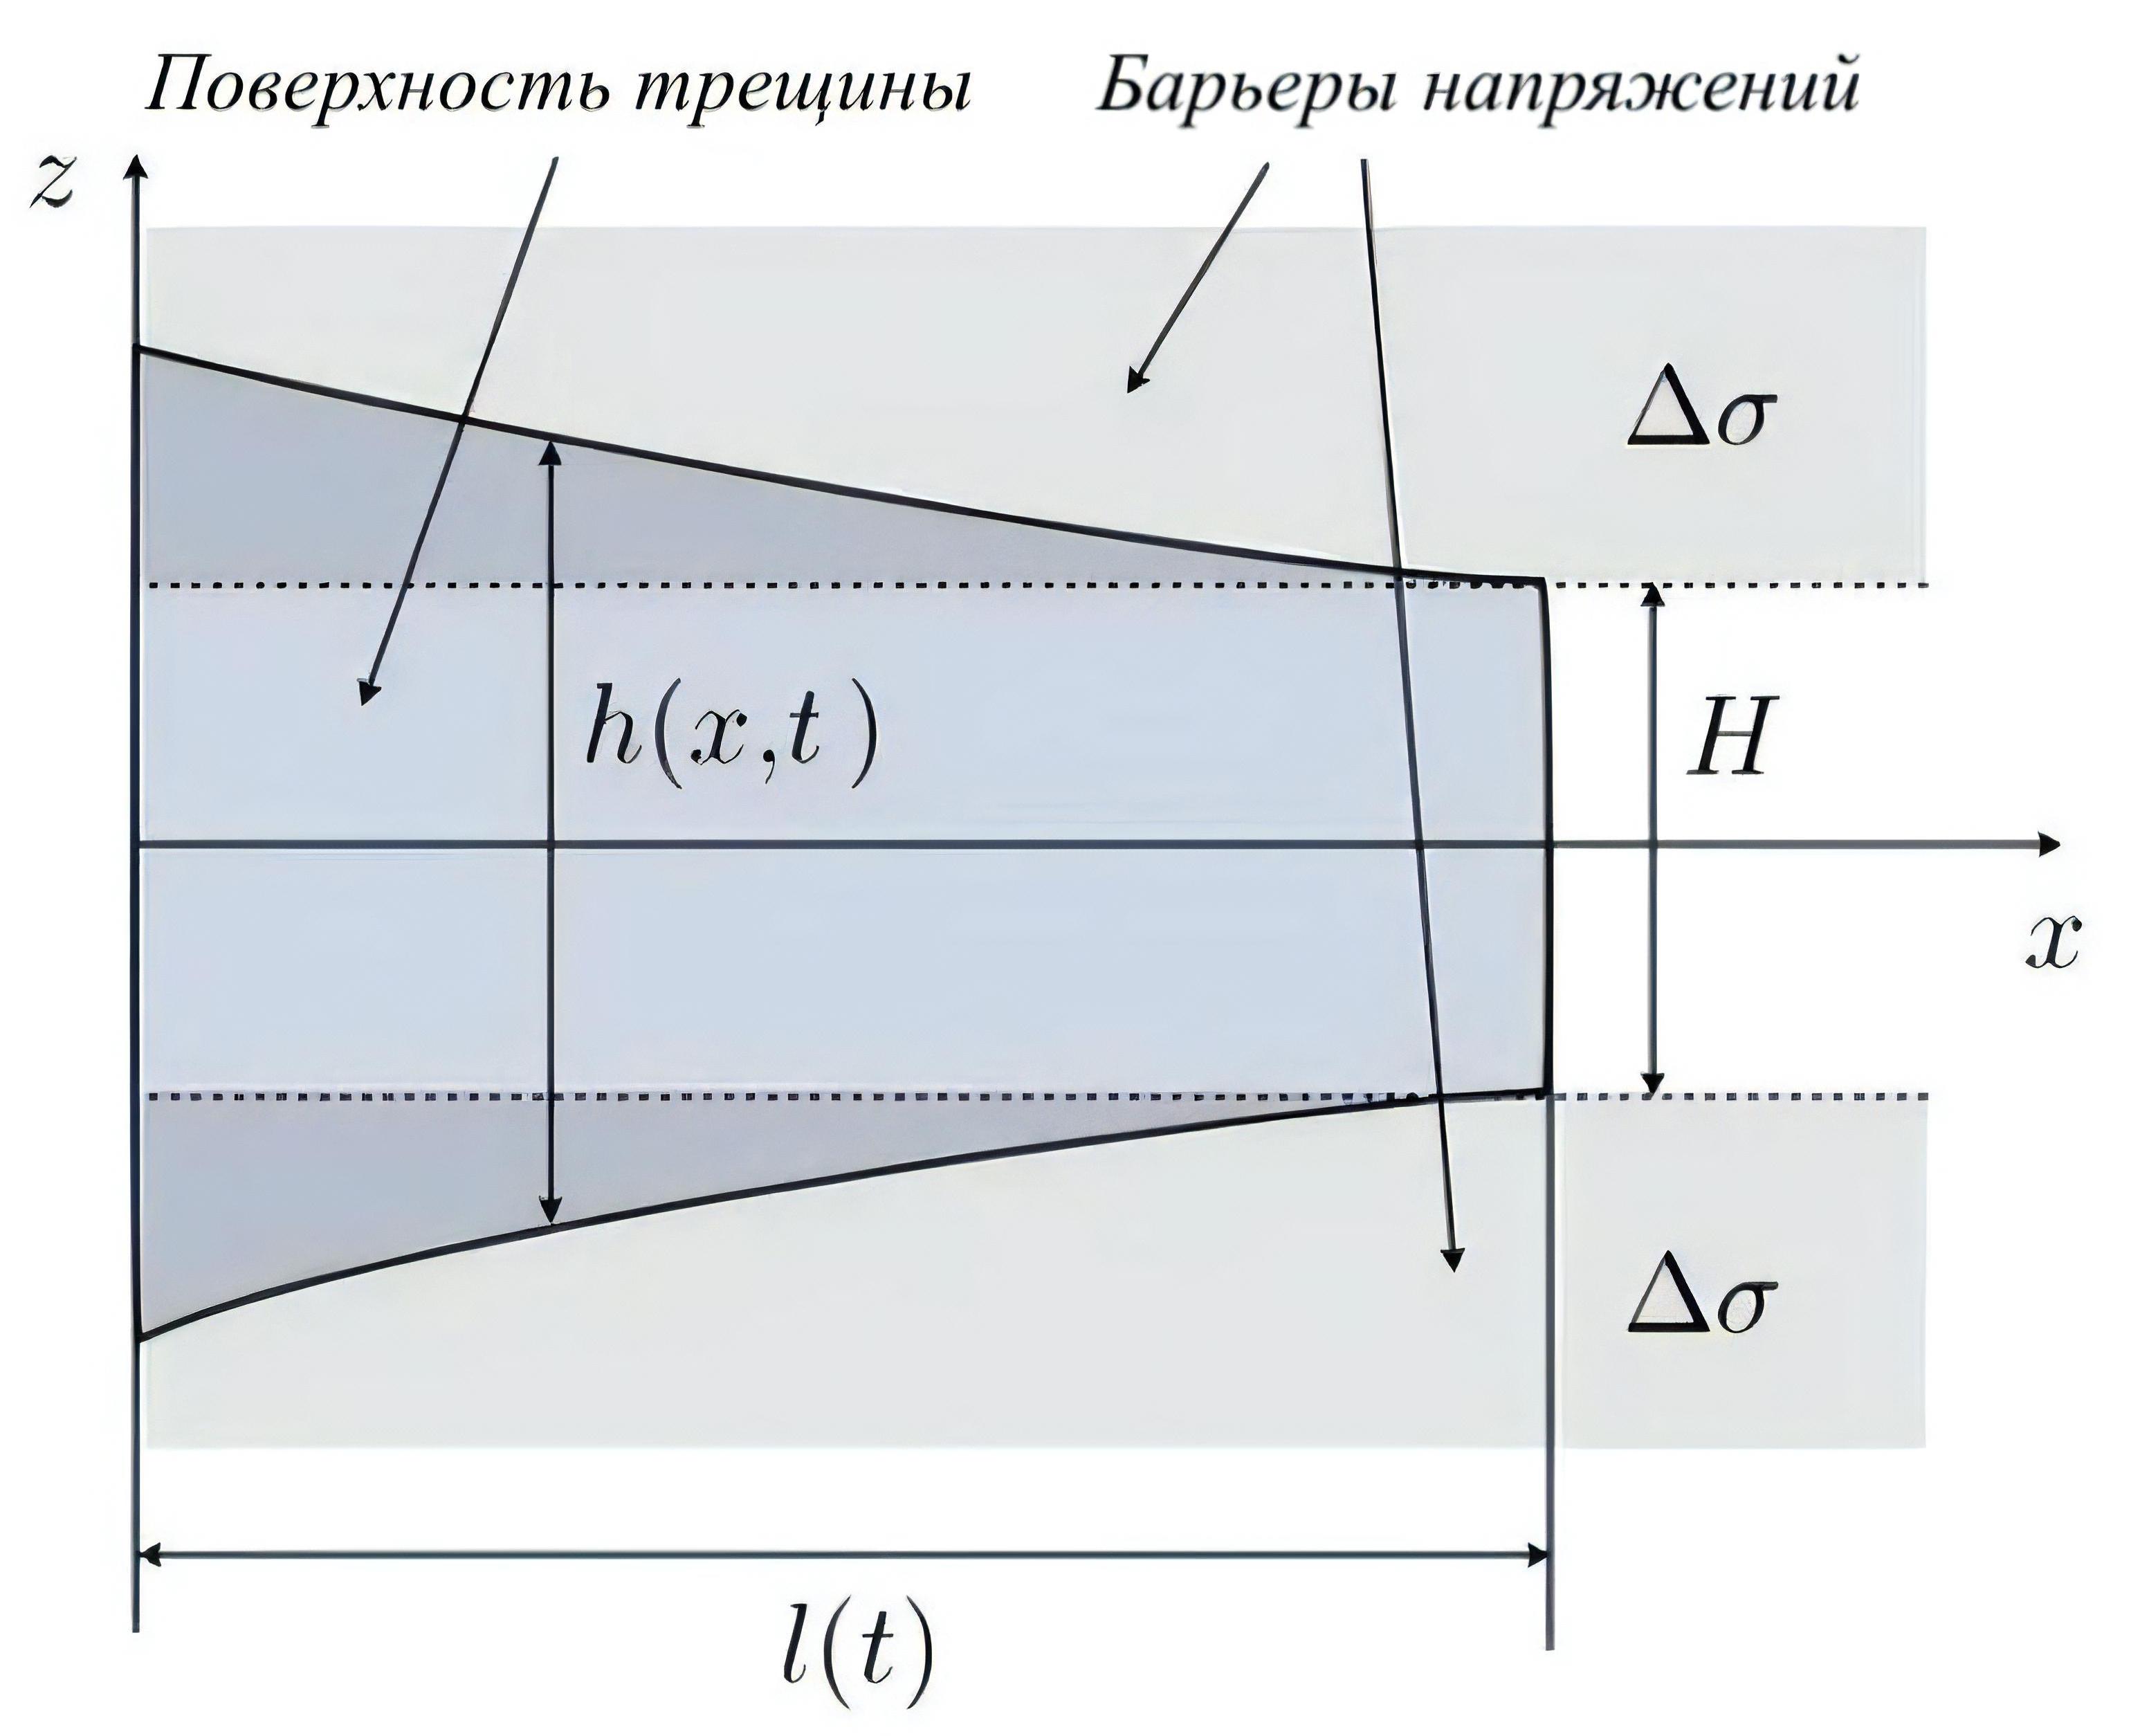 Поверхность трещины
Барьеры напряжений
z
Δσ
h(x,t)
H
x
Δσ
l(t)